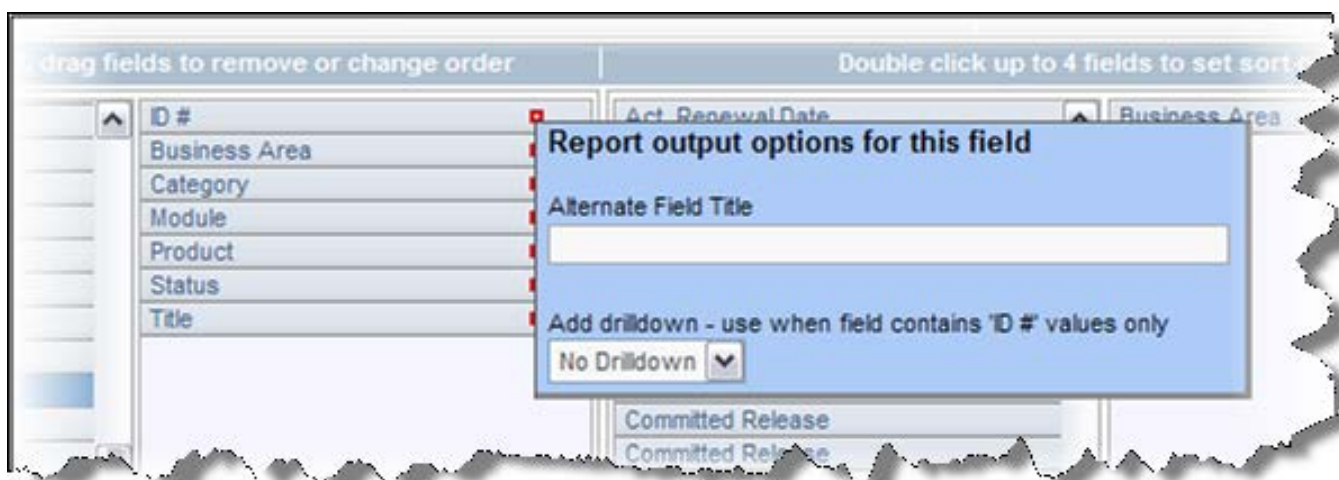 drag fields to remove or change order
Double click up to 4 fields to set sort
ID #
Business Area
Category
Module
Product
Status
Title
Act. Renewal Date
Business Area
Report output options for this field
Alternate Field Title
Add drilldown - use when field contains 'ID #' values only
No Drilldown
Committed Release
Committed Release